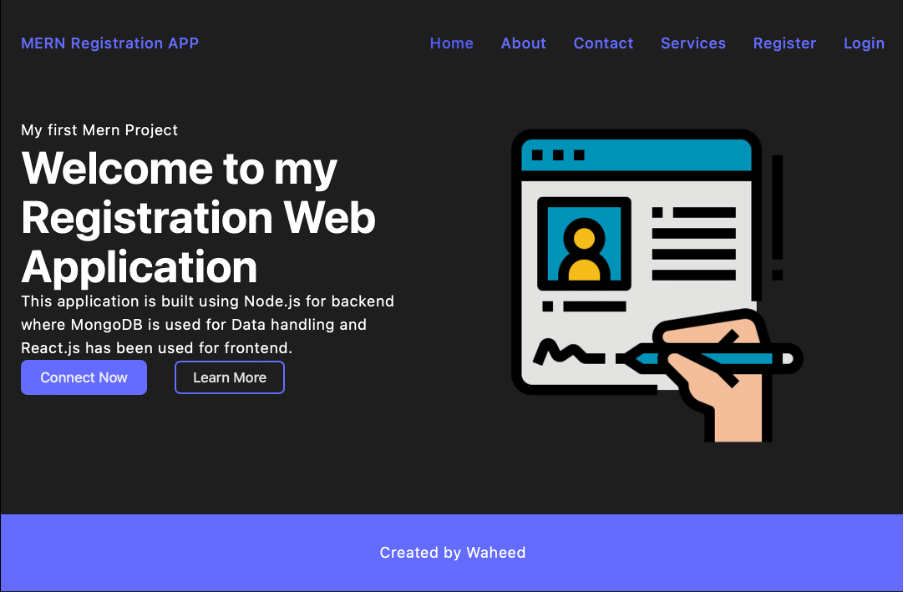 MERN Registration APP
Home About Contact Services Register Login
My first Mern Project
Welcome to my
Registration Web
Application
This application is built using Node.js for backend
where MongoDB is used for Data handling and
React.js has been used for frontend.
Connect Now Learn More
Created by Waheed